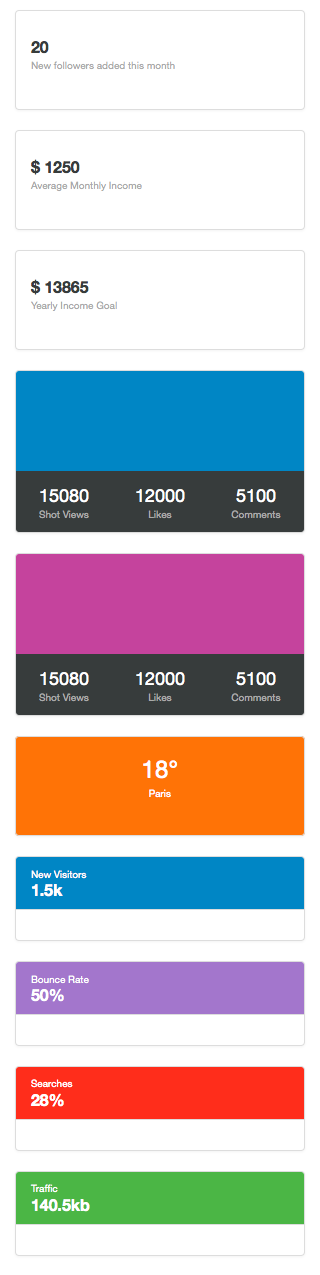 20
New followers added this month
$ 1250
Average Monthly Income
$ 13865
Yearly Income Goal
15080 12000 5100
Shot Views Likes Comments
15080 12000 5100
Shot Views Likes Comments
18°
Paris
New Visitors
1.5k
Bounce Rate
50%
Searches
28%
Traffic
140.5kb